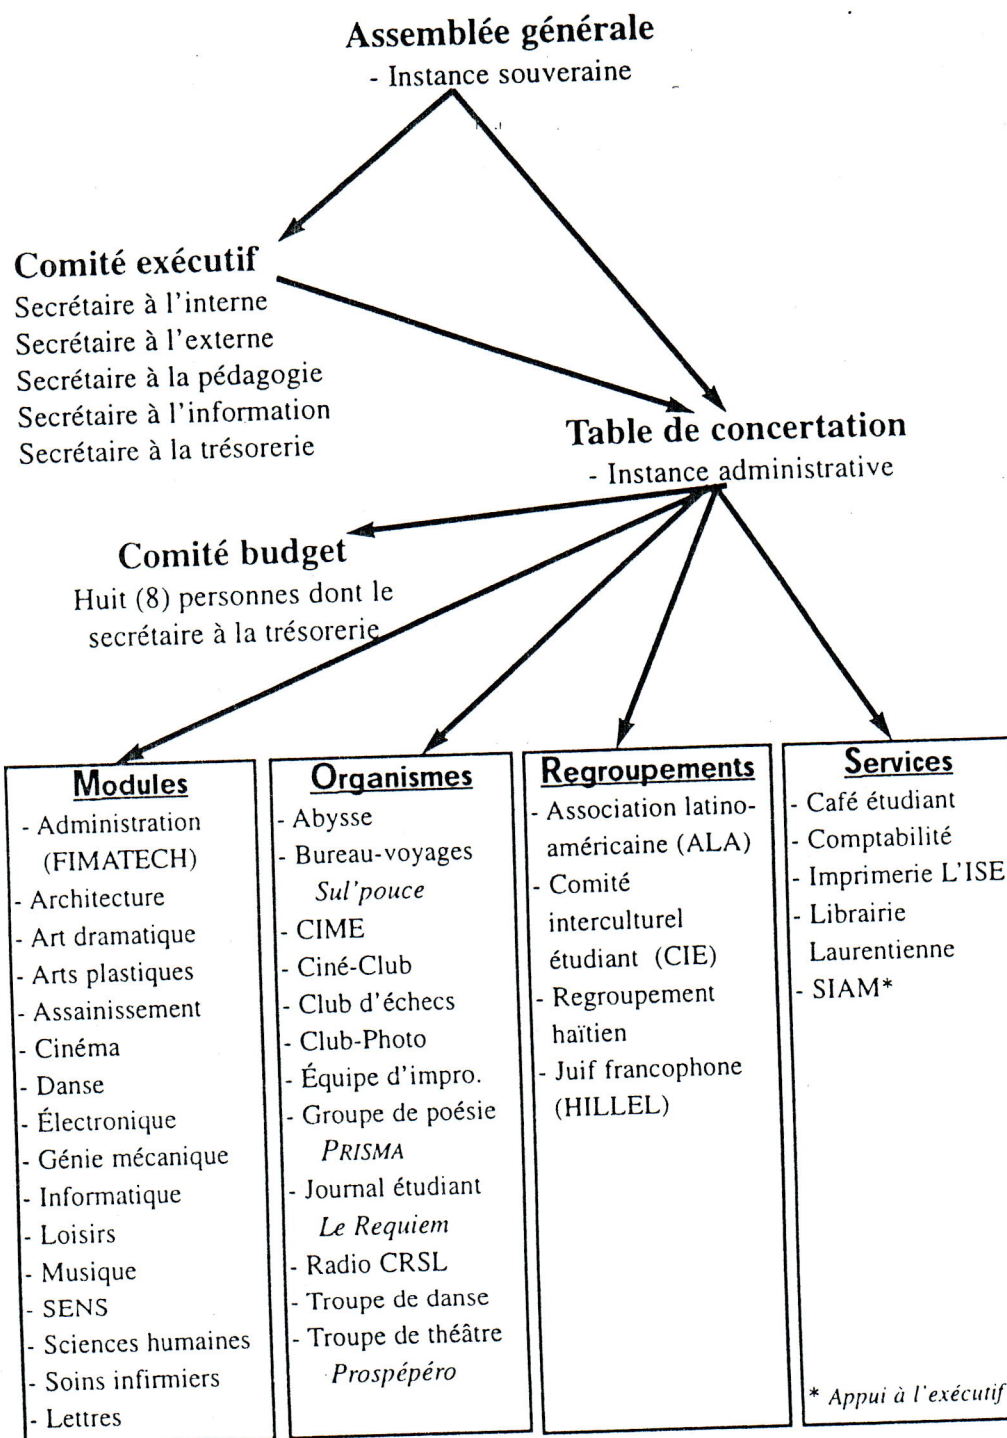 Assemblée générale
- Instance souveraine
Comité exécutif
Secrétaire à l'interne
Secrétaire à l'externe
Secrétaire à la pédagogie
Secrétaire à l'information
Secrétaire à la trésorerie
Table de concertation
- Instance administrative
Comité budget
Huit (8) personnes dont le
secrétaire à la trésorerie
Modules
- Administration
(FIMATECH)
- Architecture
- Art dramatique
- Arts plastiques
- Assainissement
- Cinéma
- Danse
- Électronique
- Génie mécanique
- Informatique
- Loisirs
- Musique
- SENS
- Sciences humaines
- Soins infirmiers
- Lettres
Organismes
- Abysse
- Bureau-voyages
Sul'pouce
- CIME
- Ciné-Club
- Club d'échecs
- Club-Photo
- Équipe d'impro.
- Groupe de poésie
PRISMA
- Journal étudiant
Le Requiem
- Radio CRSL
- Troupe de danse
- Troupe de théâtre
Prospépéro
Regroupements
- Association latino-
américaine (ALA)
- Comité
interculturel
étudiant (CIE)
- Regroupement
haïtien
- Juif francophone
(HILLEL)
Services
- Café étudiant
- Comptabilité
- Imprimerie L'ISE
- Librairie
Laurentienne
- SIAM*
* Appui à l'exécutif